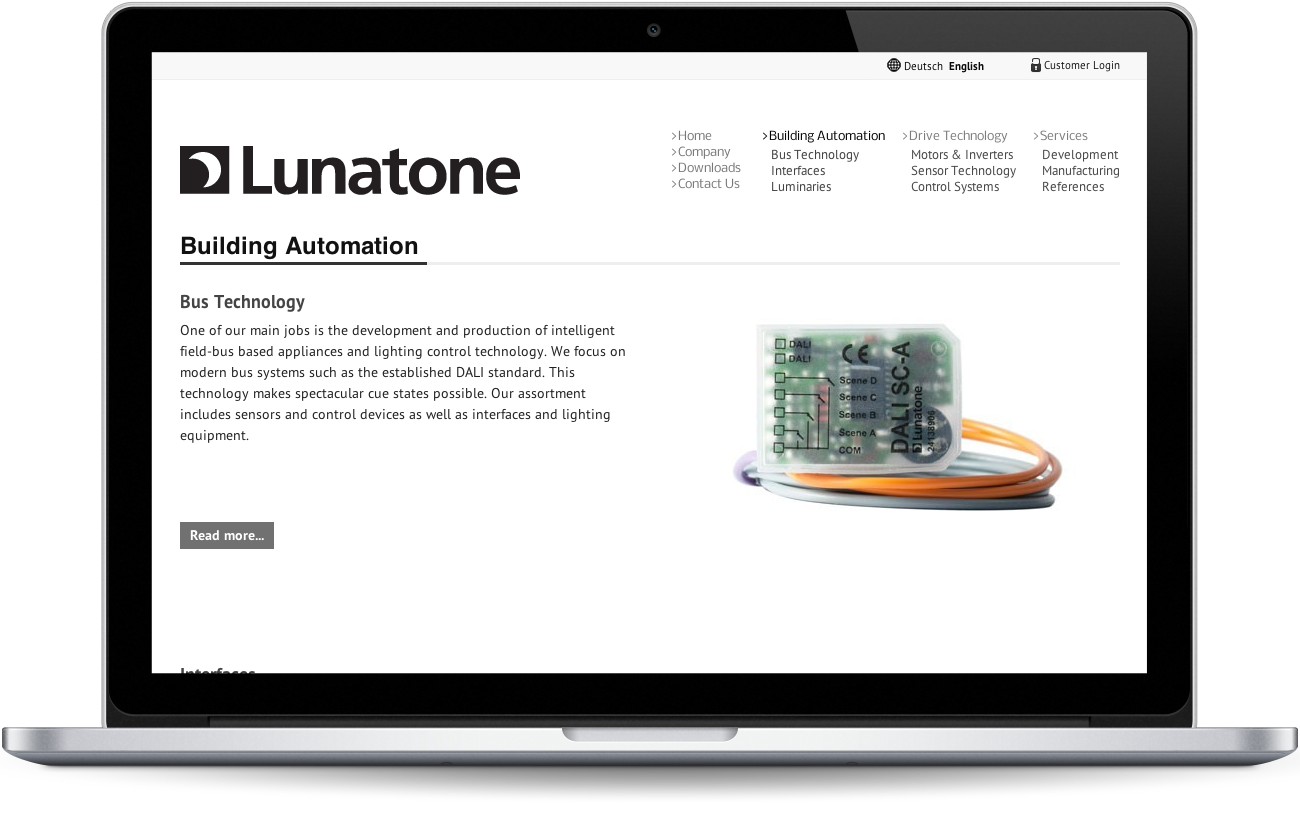 Deutsch English
Customer Login
Lunatone
Home
Company
Downloads
Contact Us
Building Automation
Bus Technology
Interfaces
Luminaries
Drive Technology
Motors & Inverters
Sensor Technology
Control Systems
Services
Development
Manufacturing
References
Building Automation
Bus Technology
One of our main jobs is the development and production of intelligent
field-bus based appliances and lighting control technology. We focus on
modern bus systems such as the established DALI standard. This
technology makes spectacular cue states possible. Our assortment
includes sensors and control devices as well as interfaces and lighting
equipment.
DALI
DALI
CE
Scene D
Scene C
Scene B
Scene A
COM
DALI SC-A
Lunatone
24138906
Read more...
Interfaces